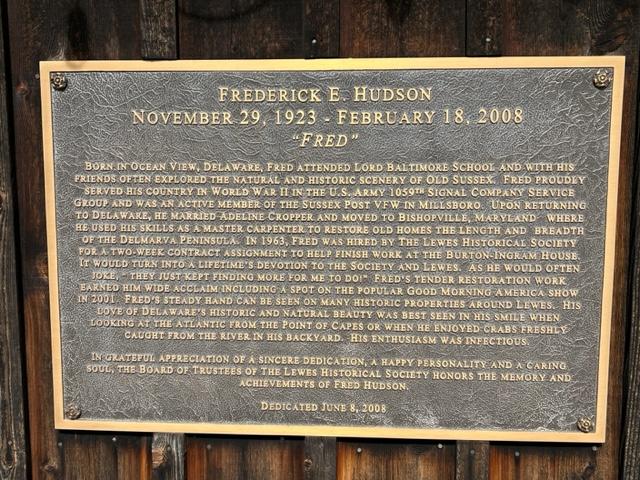 FREDERICK E. HUDSON
NOVEMBER 29, 1923 - FEBRUARY 18, 2008
"FRED"
BORN IN OCEAN VIEW, DELAWARE, FRED ATTENDED LORD BALTIMORE SCHOOL AND WITH HIS
FRIENDS OFTEN EXPLORED THE NATURAL AND HISTORIC SCENERY OF OLD SUSSEX. FRED PROUDLY
SERVED HIS COUNTRY IN WORLD WAR II IN THE U.S. ARMY 1059TH SIGNAL COMPANY SERVICE
GROUP AND WAS AN ACTIVE MEMBER OF THE SUSSEX POST VFW IN MILLSBORO. UPON RETURNING
TO DELAWARE, HE MARRIED ADELINE CROPPER AND MOVED TO BISHOPVILLE, MARYLAND WHERE
HE USED HIS SKILLS AS A MASTER CARPENTER TO RESTORE OLD HOMES THE LENGTH AND BREADTH
OF THE DELMARVA PENINSULA. IN 1963, FRED WAS HIRED BY THE LEWES HISTORICAL SOCIETY
FOR A TWO-WEEK CONTRACT ASSIGNMENT TO HELP FINISH WORK AT THE BURTON-INGRAM HOUSE.
IT WOULD TURN INTO A LIFETIME'S DEVOTION TO THE SOCIETY AND LEWES. AS HE WOULD OFTEN
JOKE, "THEY JUST KEPT FINDING MORE FOR ME TO DO!" FRED'S TENDER RESTORATION WORK
EARNED HIM WIDE ACCLAIM INCLUDING A SPOT ON THE POPULAR GOOD MORNING AMERICA SHOW
IN 2001. FRED'S STEADY HAND CAN BE SEEN ON MANY HISTORIC PROPERTIES AROUND LEWES. HIS
LOVE OF DELAWARE'S HISTORIC AND NATURAL BEAUTY WAS BEST SEEN IN HIS SMILE WHEN
LOOKING AT THE ATLANTIC FROM THE POINT OF CAPES OR WHEN HE ENJOYED CRABS FRESHLY
CAUGHT FROM THE RIVER IN HIS BACKYARD. HIS ENTHUSIASM WAS INFECTIOUS.
IN GRATEFUL APPRECIATION OF A SINCERE DEDICATION, A HAPPY PERSONALITY AND A CARING
SOUL, THE BOARD OF TRUSTEES OF THE LEWES HISTORICAL SOCIETY HONORS THE MEMORY AND
ACHIEVEMENTS OF FRED HUDSON.
DEDICATED JUNE 8, 2008